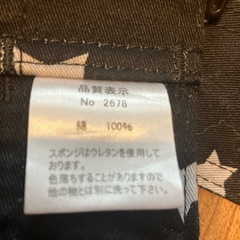 品質表示
No 2678
綿 100%
スポンジはウレタンを使用して
おります。
色落ちすることがありますので
他の物とは別に洗って下さい。